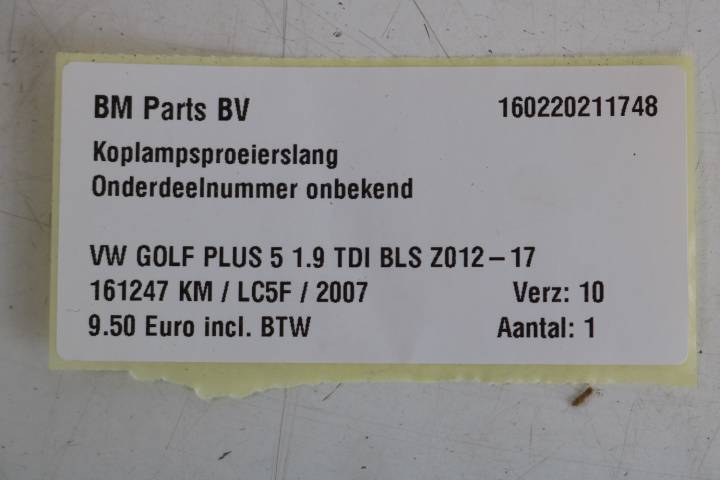 BM Parts BV 160220211748
Koplampsproeierslang
Onderdeelnummer onbekend
VW GOLF PLUS 5 1.9 TDI BLS Z012-17
161247 KM / LC5F / 2007 Verz: 10
9.50 Euro incl. BTW Aantal: 1